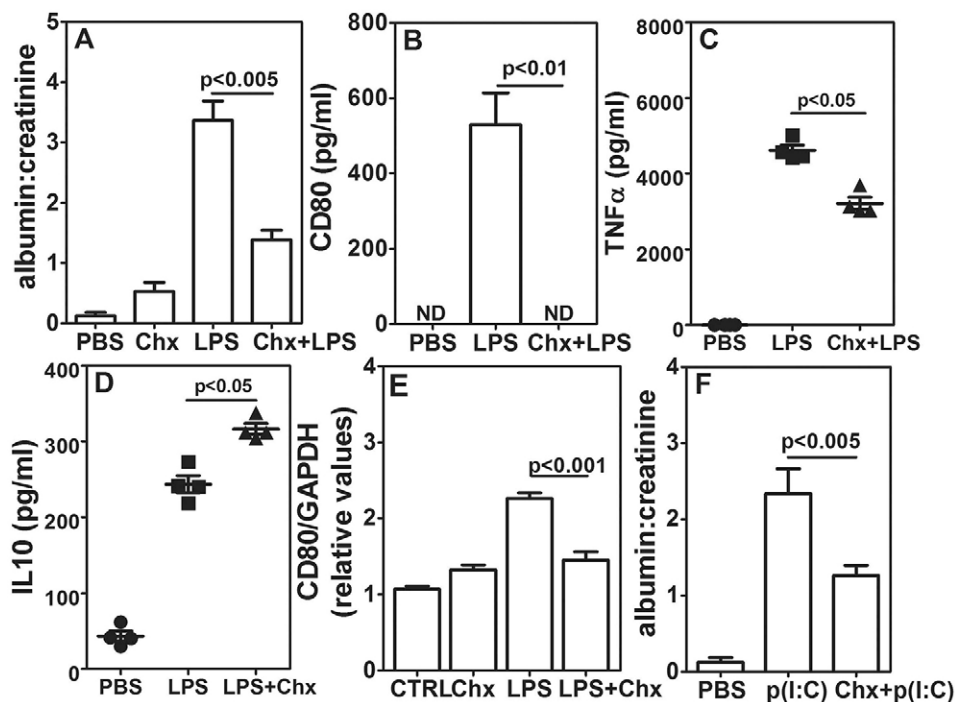 A
albumin:creatinine
5
4
3
2
1
0
p<0.005
PBS Chx LPS Chx+LPS
B
CD80 (pg/ml)
800
600
400
200
0
p<0.01
ND ND
PBS LPS Chx+LPS
C
TNFα (pg/ml)
8000
6000
4000
2000
0
p<0.05
PBS LPS Chx+LPS
D
IL10 (pg/ml)
400
300
200
100
0
p<0.05
PBS LPS LPS+Chx
E
CD80/GAPDH
(relative values)
4
3
2
1
0
p<0.001
CTRLChx LPS LPS+Chx
F
albumin:creatinine
4
3
2
1
0
p<0.005
PBS p(I:C) Chx+p(I:C)